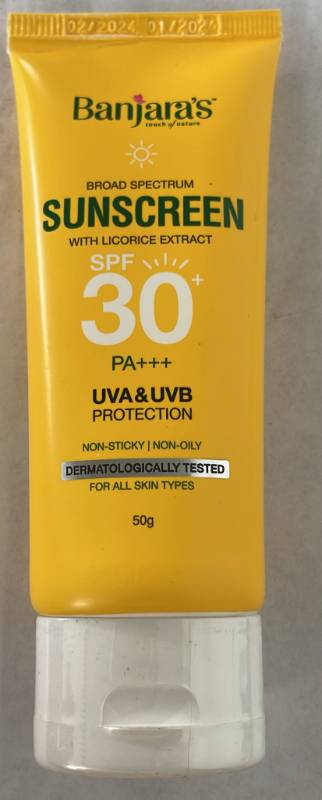 02/2024 01/2026
Banjara's™
touch of nature
BROAD SPECTRUM
SUNSCREEN
WITH LICORICE EXTRACT
SPF
30+
PA+++
UVA & UVB
PROTECTION
NON-STICKY | NON-OILY
DERMATOLOGICALLY TESTED
FOR ALL SKIN TYPES
50g